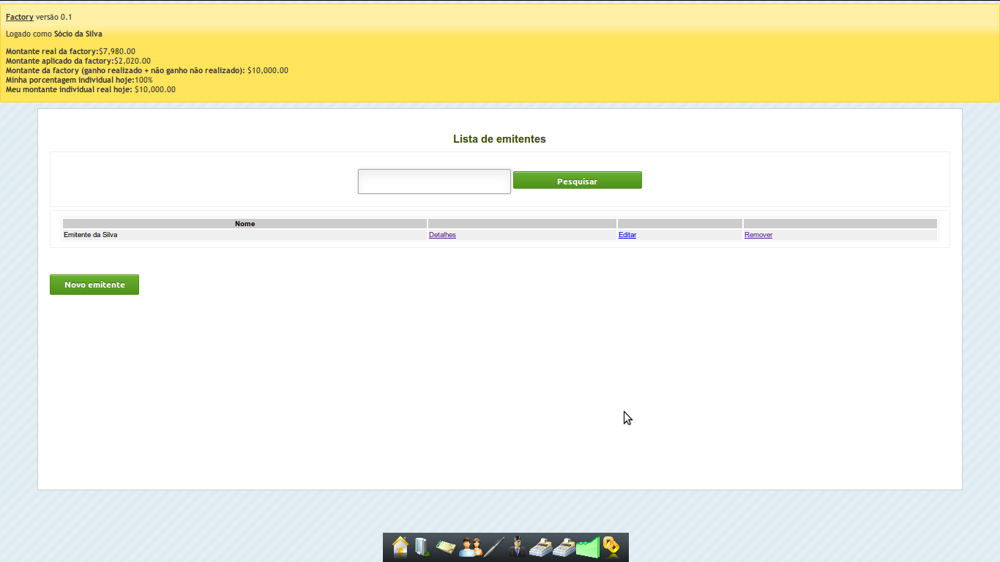 Factory versão 0.1
Logado como Sócio da Silva
Montante real da factory:$7,980.00
Montante aplicado da factory:$2,020.00
Montante da factory (ganho realizado + não ganho não realizado): $10,000.00
Minha porcentagem individual hoje:100%
Meu montante individual real hoje: $10,000.00
Lista de emitentes
Pesquisar
Nome
Emitente da Silva Detalhes Editar Remover
Novo emitente